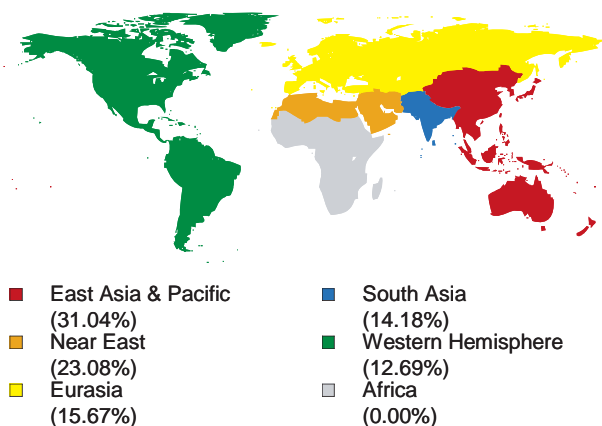 East Asia & Pacific
(31.04%)
Near East
(23.08%)
Eurasia
(15.67%)
South Asia
(14.18%)
Western Hemisphere
(12.69%)
Africa
(0.00%)